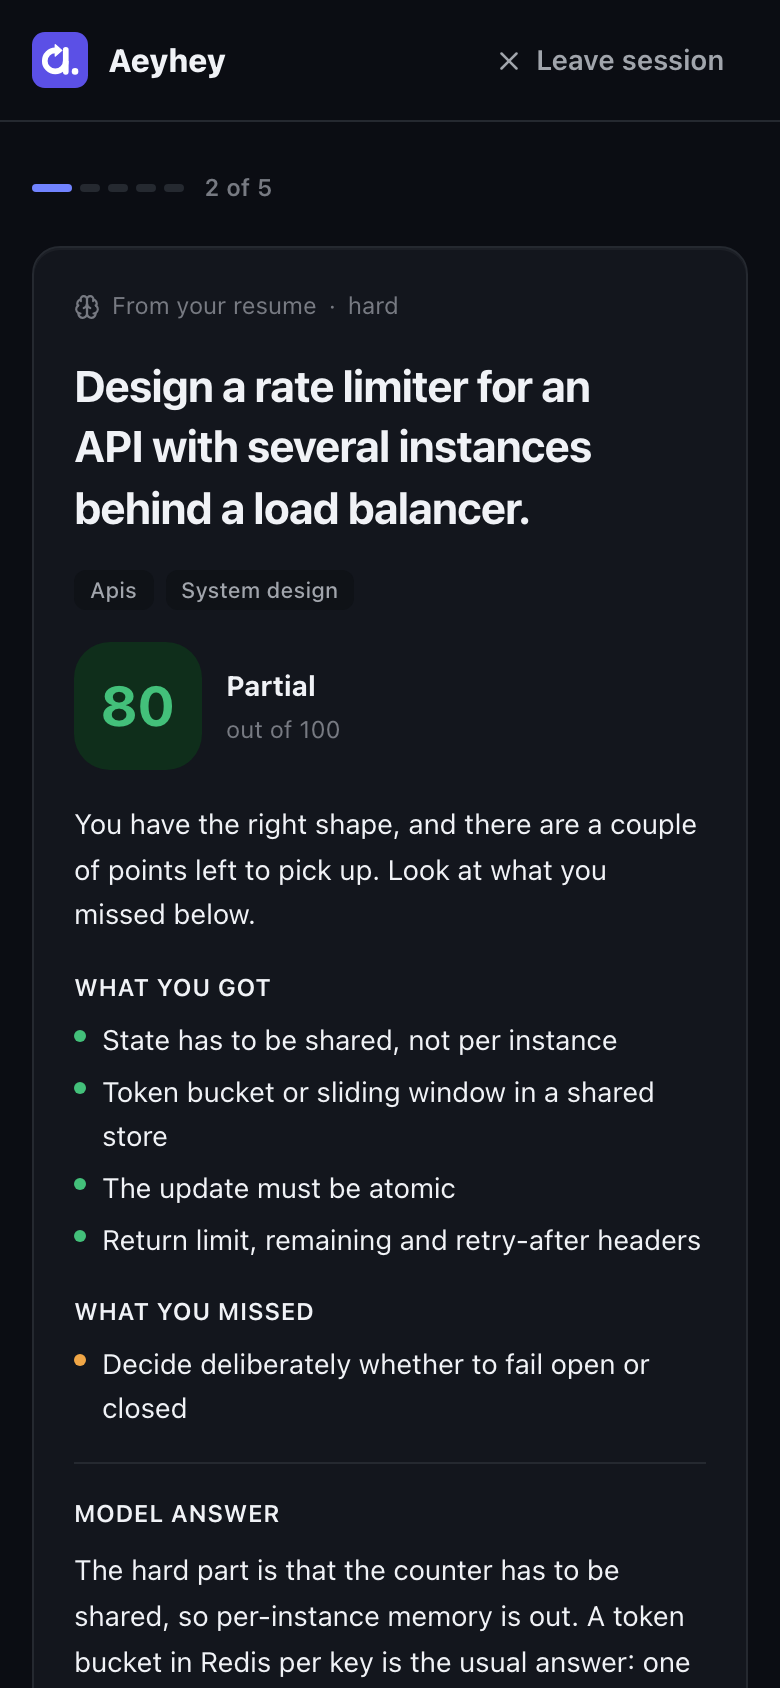 Aeyhey
Leave session
2 of 5
From your resume · hard
Design a rate limiter for an
API with several instances
behind a load balancer.
Apis
System design
80
Partial
out of 100
You have the right shape, and there are a couple
of points left to pick up. Look at what you
missed below.
WHAT YOU GOT
State has to be shared, not per instance
Token bucket or sliding window in a shared
store
The update must be atomic
Return limit, remaining and retry-after headers
WHAT YOU MISSED
Decide deliberately whether to fail open or
closed
MODEL ANSWER
The hard part is that the counter has to be
shared, so per-instance memory is out. A token
bucket in Redis per key is the usual answer: one